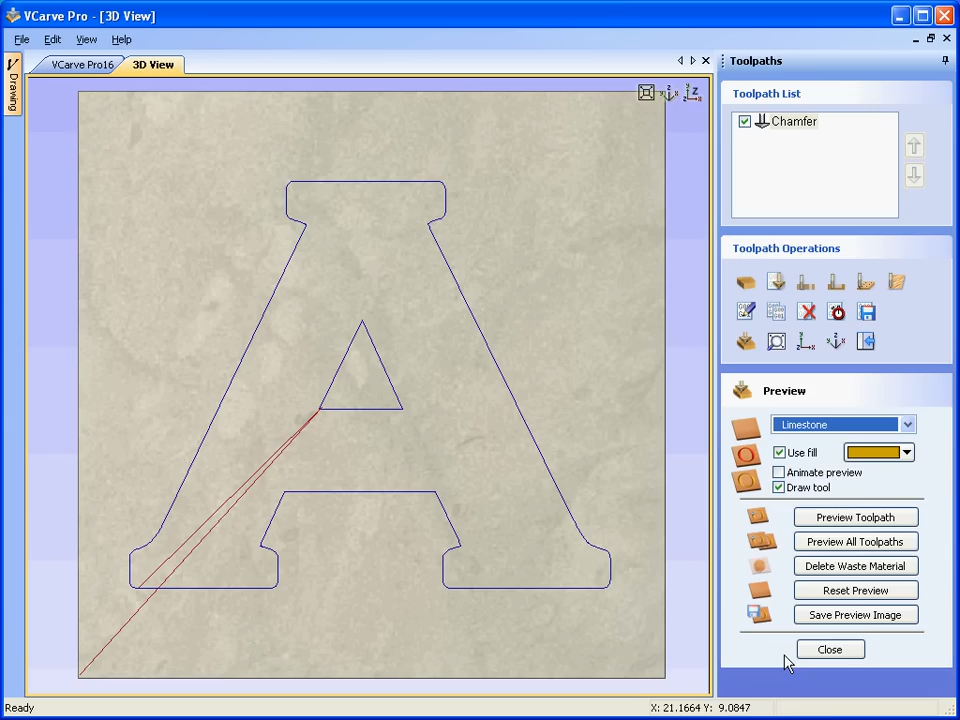 VCarve Pro - [3D View]
File Edit View Help
VCarve Pro16 3D View
V Drawing
Toolpaths
Toolpath List
Chamfer
Toolpath Operations
Preview
Limestone
Use fill
Animate preview
Draw tool
Preview Toolpath
Preview All Toolpaths
Delete Waste Material
Reset Preview
Save Preview Image
Close
Ready X: 21.1664 Y: 9.0847